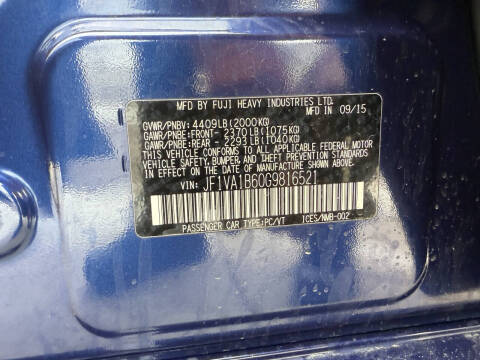 MFD BY FUJI HEAVY INDUSTRIES LTD.
IN 09/15
GVWR/PNBV: 4409LB(2000KG)
GAWR/PNBE:FRONT- 2370LB(1075KG)
GAWR/PNBE:REAR - 2293LB(1040KG)
THIS VEHICLE CONFORMS TO ALL APPLICABLE
FEDERAL MOTOR VEHICLE
SAFETY, BUMPER, AND THEFT PREVENTION STANDARDS
IN EFFECT ON THE DATE OF MANUFACTURE SHOWN ABOVE.
VIN: JF1VA1B60G9816521
PASSENGER CAR TYPE:PC/VT ICES/NMB-002